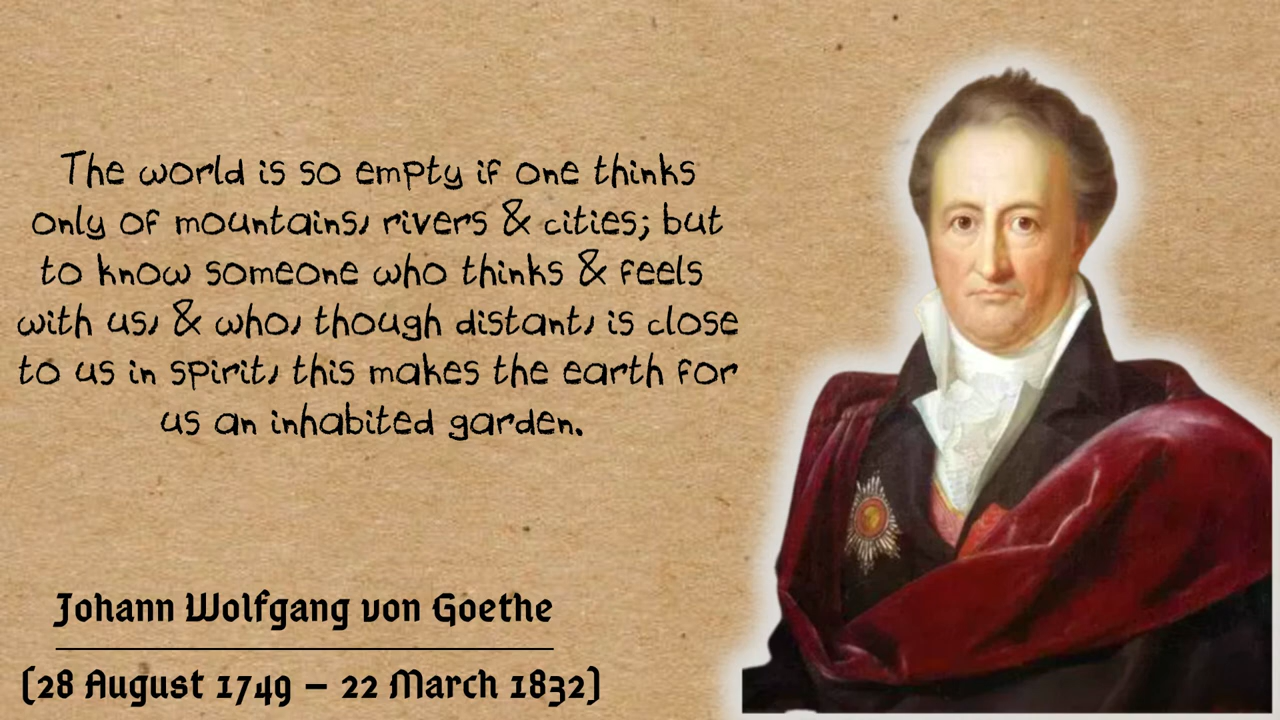 The world is so empty if one thinks
only of mountains, rivers & cities; but
to know someone who thinks & feels
with us, & who, though distant, is close
to us in spirit, this makes the earth for
us an inhabited garden.
Johann Wolfgang von Goethe
(28 August 1749 – 22 March 1832)